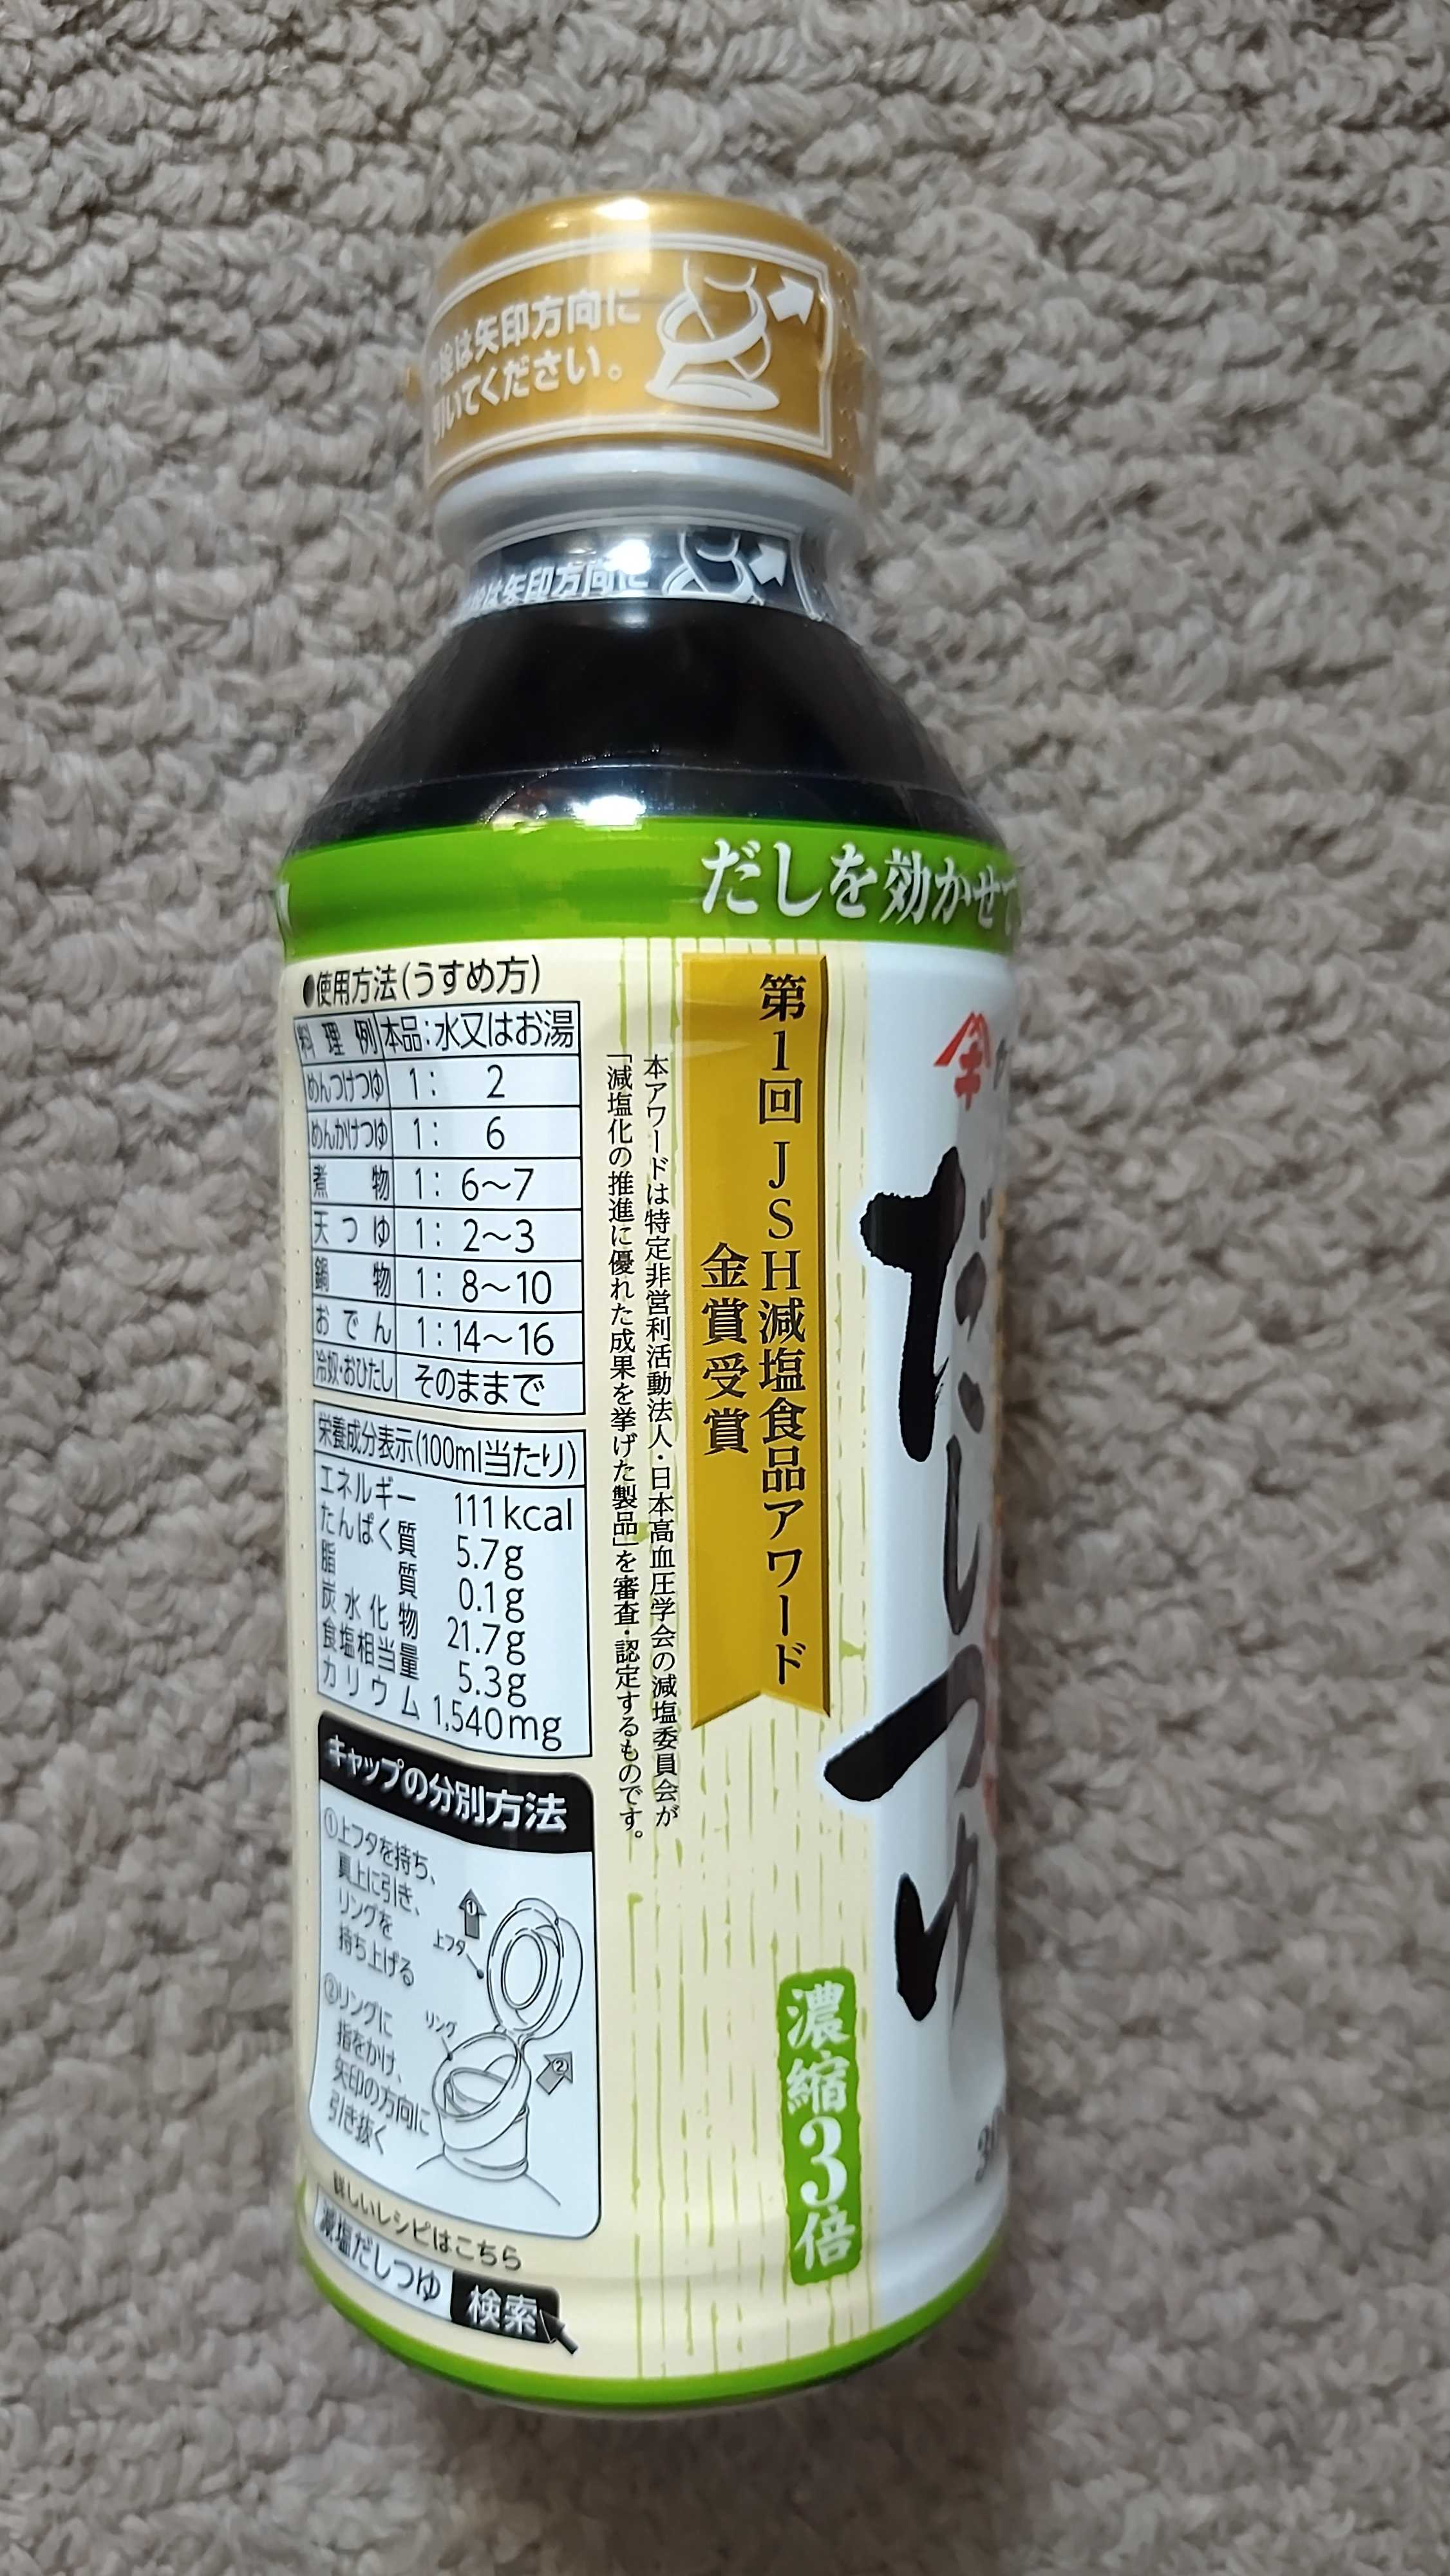 栓は矢印方向に
引いてください。
栓は矢印方向に
だしを効かせて
●使用方法(うすめ方)
料理例 本品:水又はお湯
めんつけつゆ 1: 2
めんかけつゆ 1: 6
煮物 1: 6～7
天つゆ 1: 2～3
鍋物 1: 8～10
おでん 1:14～16
冷奴・おひたし そのままで
栄養成分表示(100ml当たり)
エネルギー 111kcal
たんぱく質 5.7g
脂質 0.1g
炭水化物 21.7g
食塩相当量 5.3g
カリウム 1,540mg
キャップの分別方法
①上フタを持ち、
真上に引き、
リングを
持ち上げる
②リングに
指をかけ、
矢印の方向に
引き抜く
①
上フタ
リング
②
詳しいレシピはこちら
減塩だしつゆ 検索
第1回JSH減塩食品アワード
金賞受賞
本アワードは特定非営利活動法人・日本高血圧学会の減塩委員会が
「減塩化の推進に優れた成果を挙げた製品」を審査・認定するものです。
だしつゆ
濃縮3倍